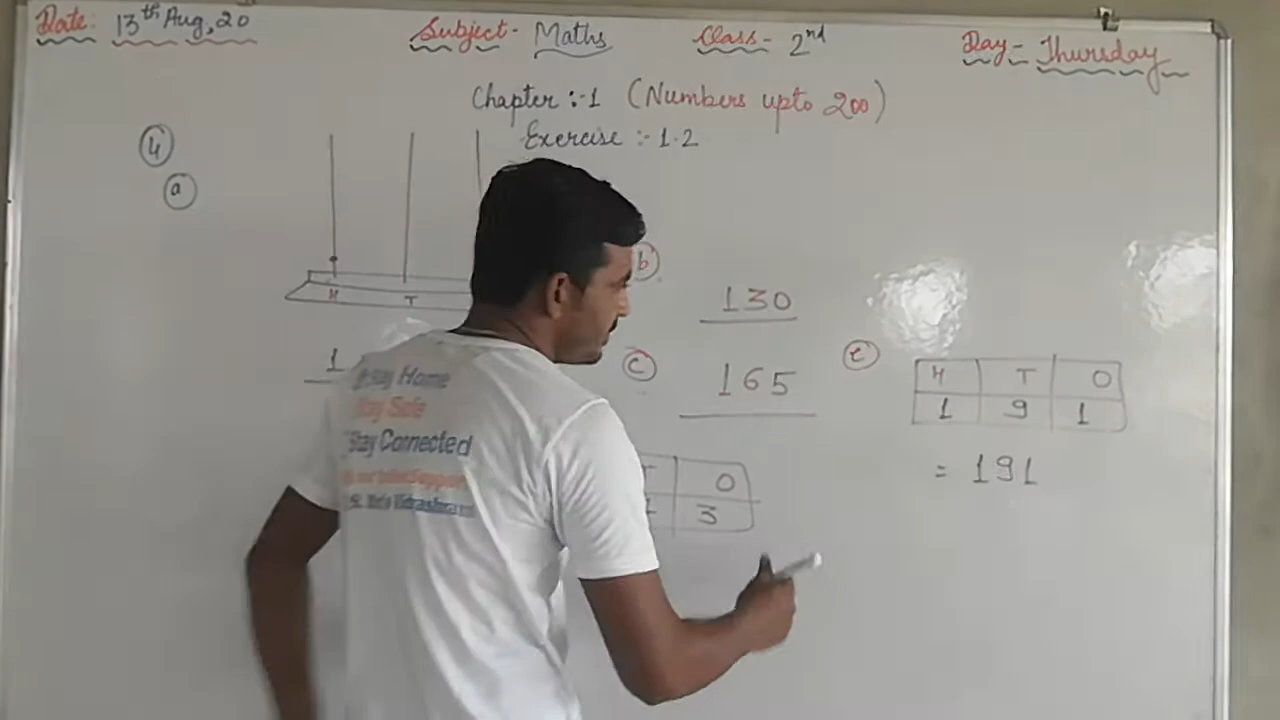 Date: 13th Aug, 20 Subject- Maths Class- 2nd Day- Thursday
Chapter :-1 (Numbers upto 200)
Exercise :- 1.2
4
a
b
130
H T
1
c
165
e
H T O
1 9 1
= 191
T O
3
Stay Home
Stay Safe
Stay Connected